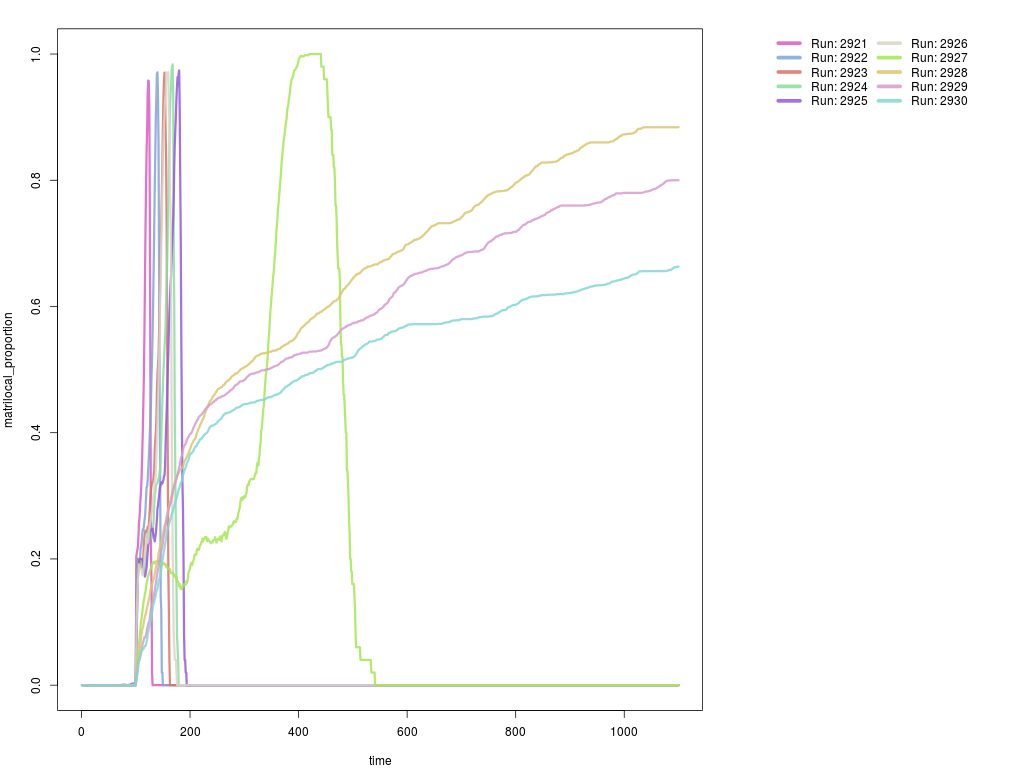 Run: 2921 Run: 2926
Run: 2922 Run: 2927
Run: 2923 Run: 2928
Run: 2924 Run: 2929
Run: 2925 Run: 2930
matrilocal_proportion
1.0
0.8
0.6
0.4
0.2
0.0
0 200 400 600 800 1000
time